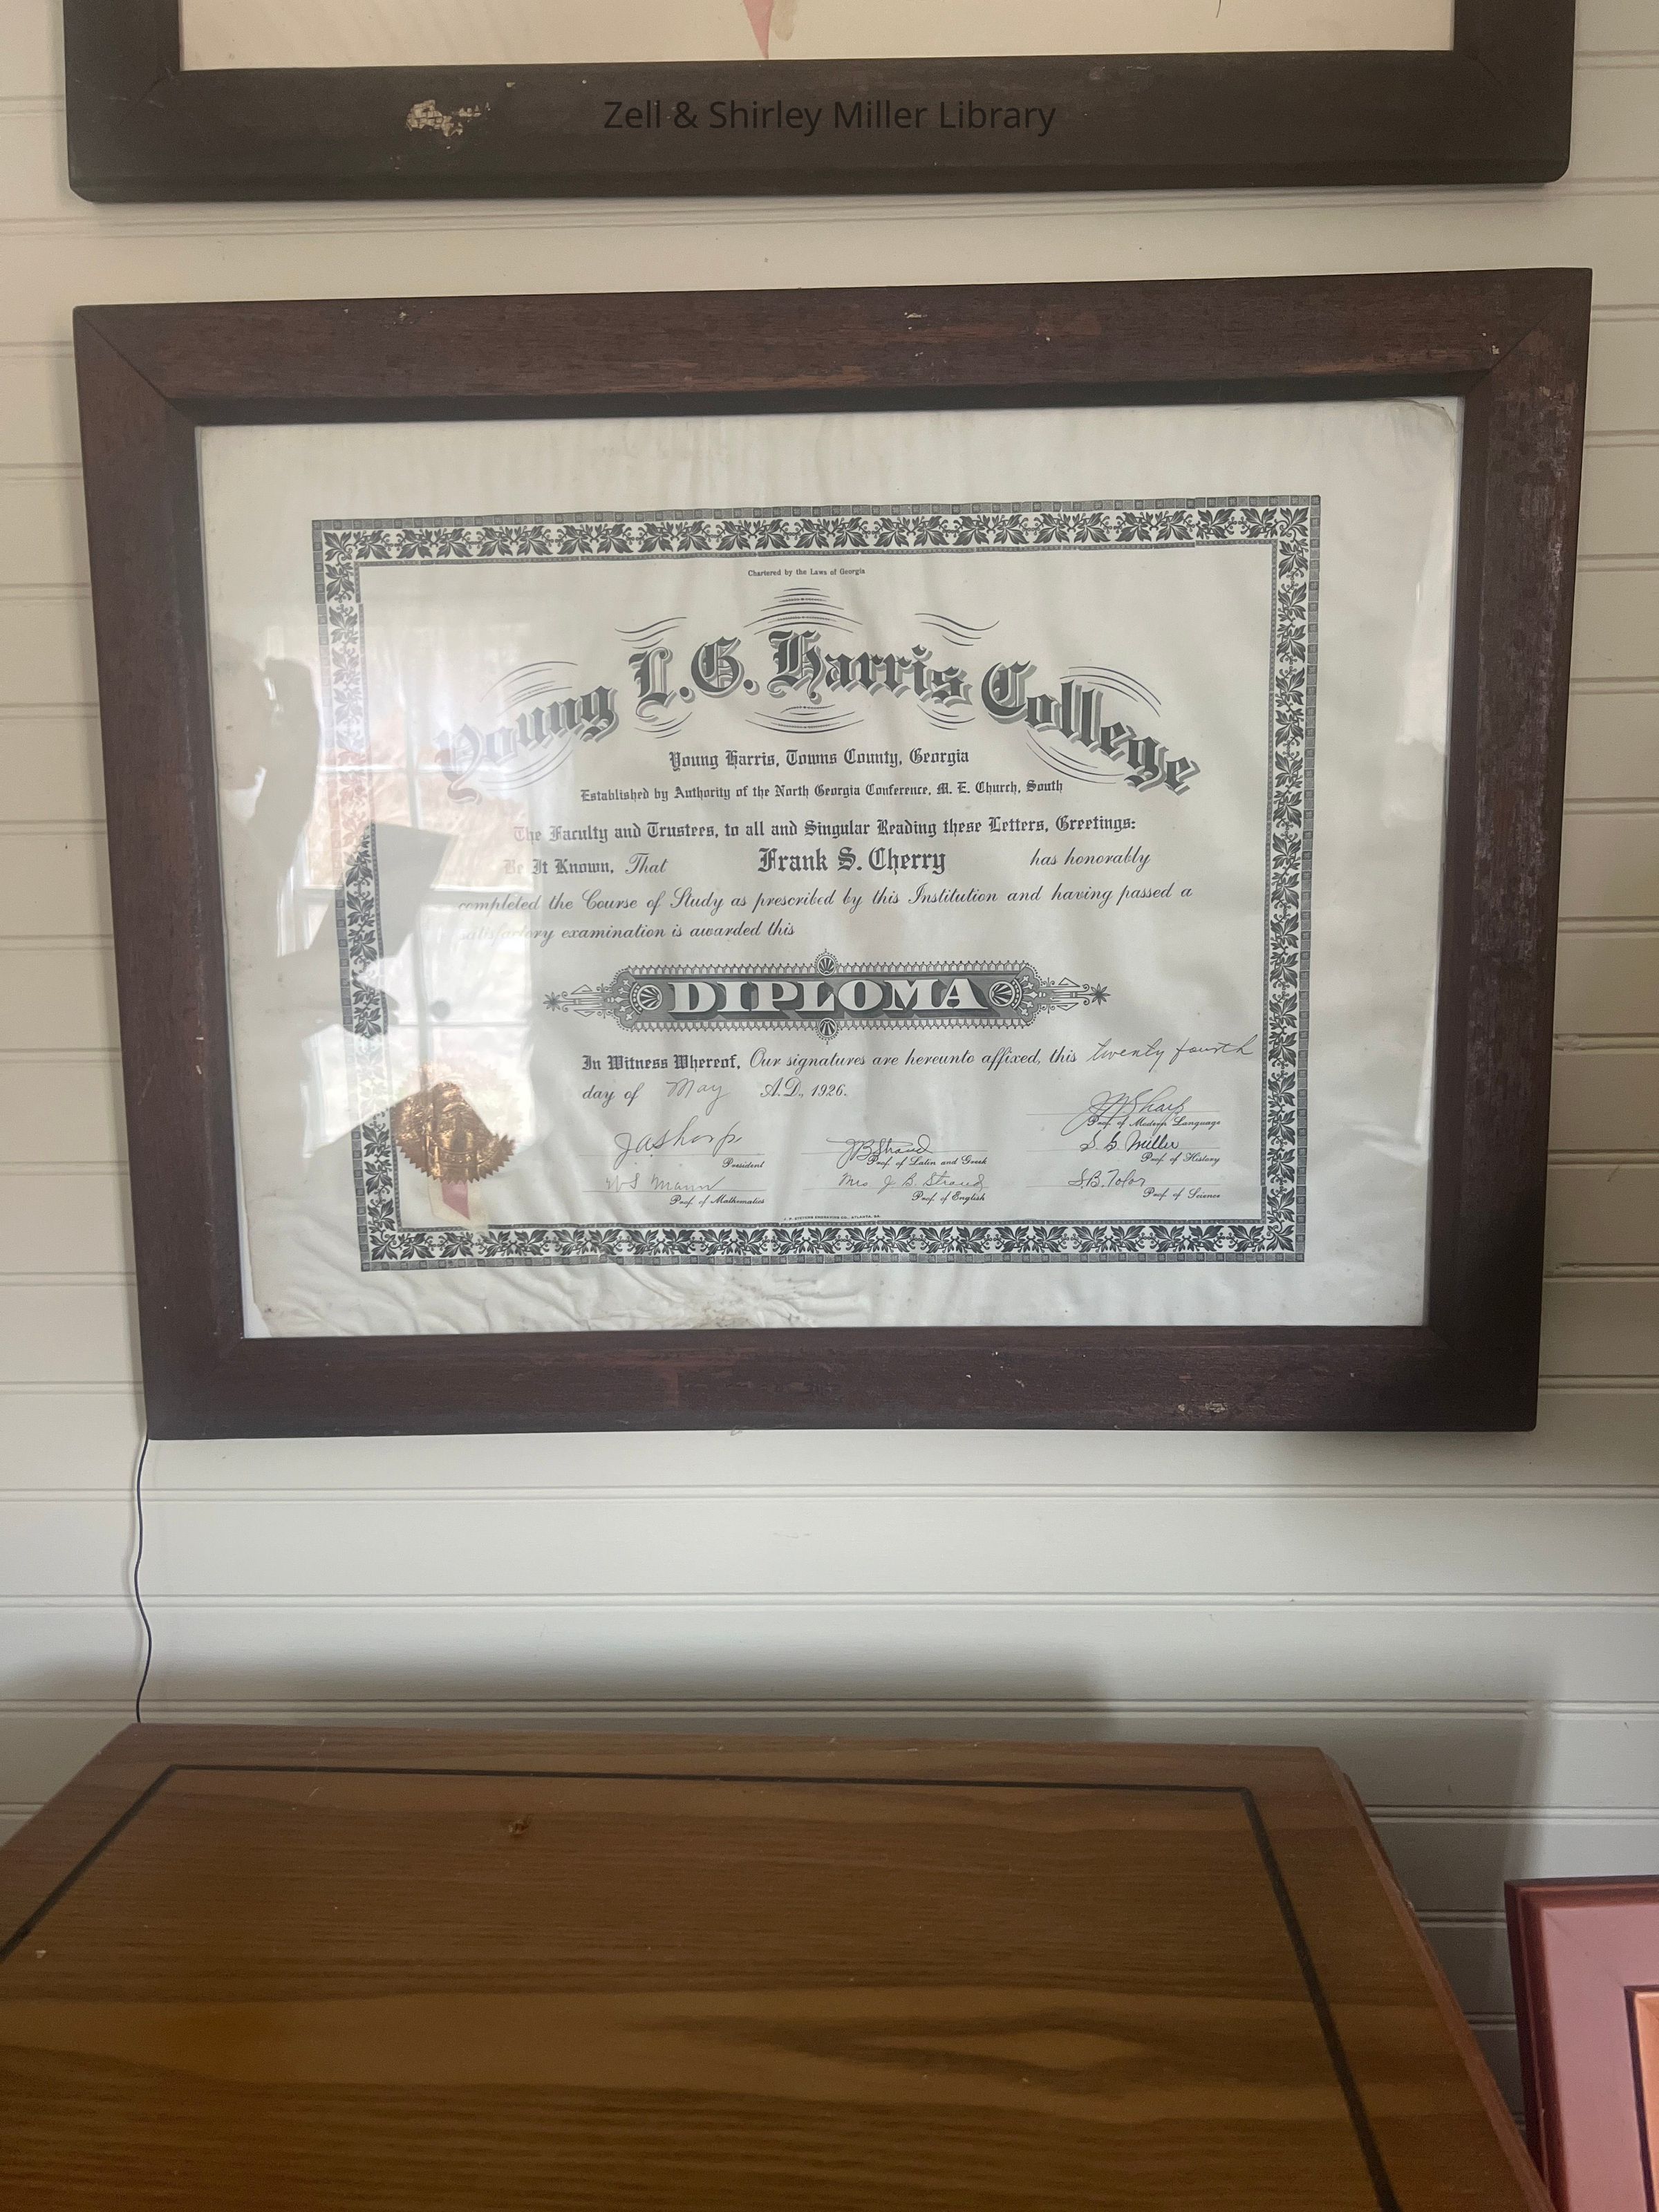 Zell & Shirley Miller Library
Chartered by the Laws of Georgia
Young L. G. Harris College
Young Harris, Towns County, Georgia
Established by Authority of the North Georgia Conference, M. E. Church, South
The Faculty and Trustees, to all and Singular Reading these Letters, Greetings:
Be It Known, That Frank S. Cherry has honorably
completed the Course of Study as prescribed by this Institution and having passed a
satisfactory examination is awarded this
DIPLOMA
In Witness Whereof, Our signatures are hereunto affixed, this twenty fourth
day of May A.D., 1926.
Prof. of Modern Language
JaSharp
President
JBStrand
Prof. of Latin and Greek
S. G. Miller
Prof. of History
Mann
Prof. of Mathematics
Mrs J. B. Strand
Prof. of English
S.B. Tolar
Prof. of Science